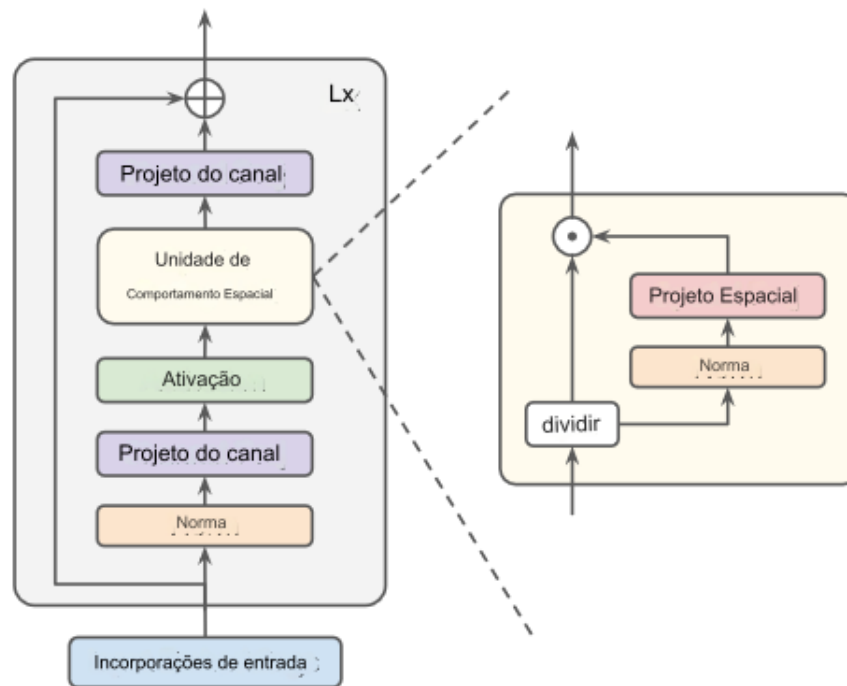 Lx
Projeto do canal
Unidade de
Comportamento Espacial
Ativação
Projeto do canal
Norma
Incorporações de entrada
Projeto Espacial
Norma
dividir